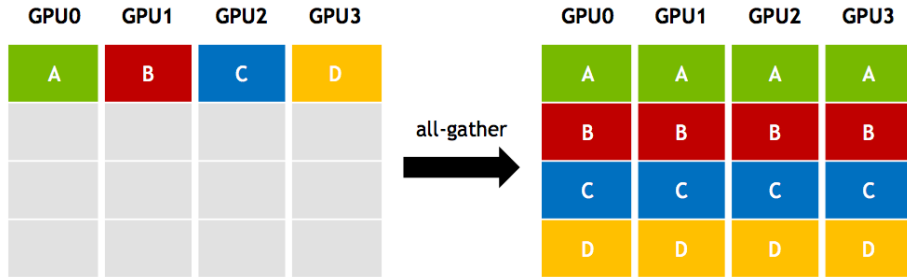 GPU0 GPU1 GPU2 GPU3 GPU0 GPU1 GPU2 GPU3
A B C D A A A A
all-gather
B B B B
C C C C
D D D D